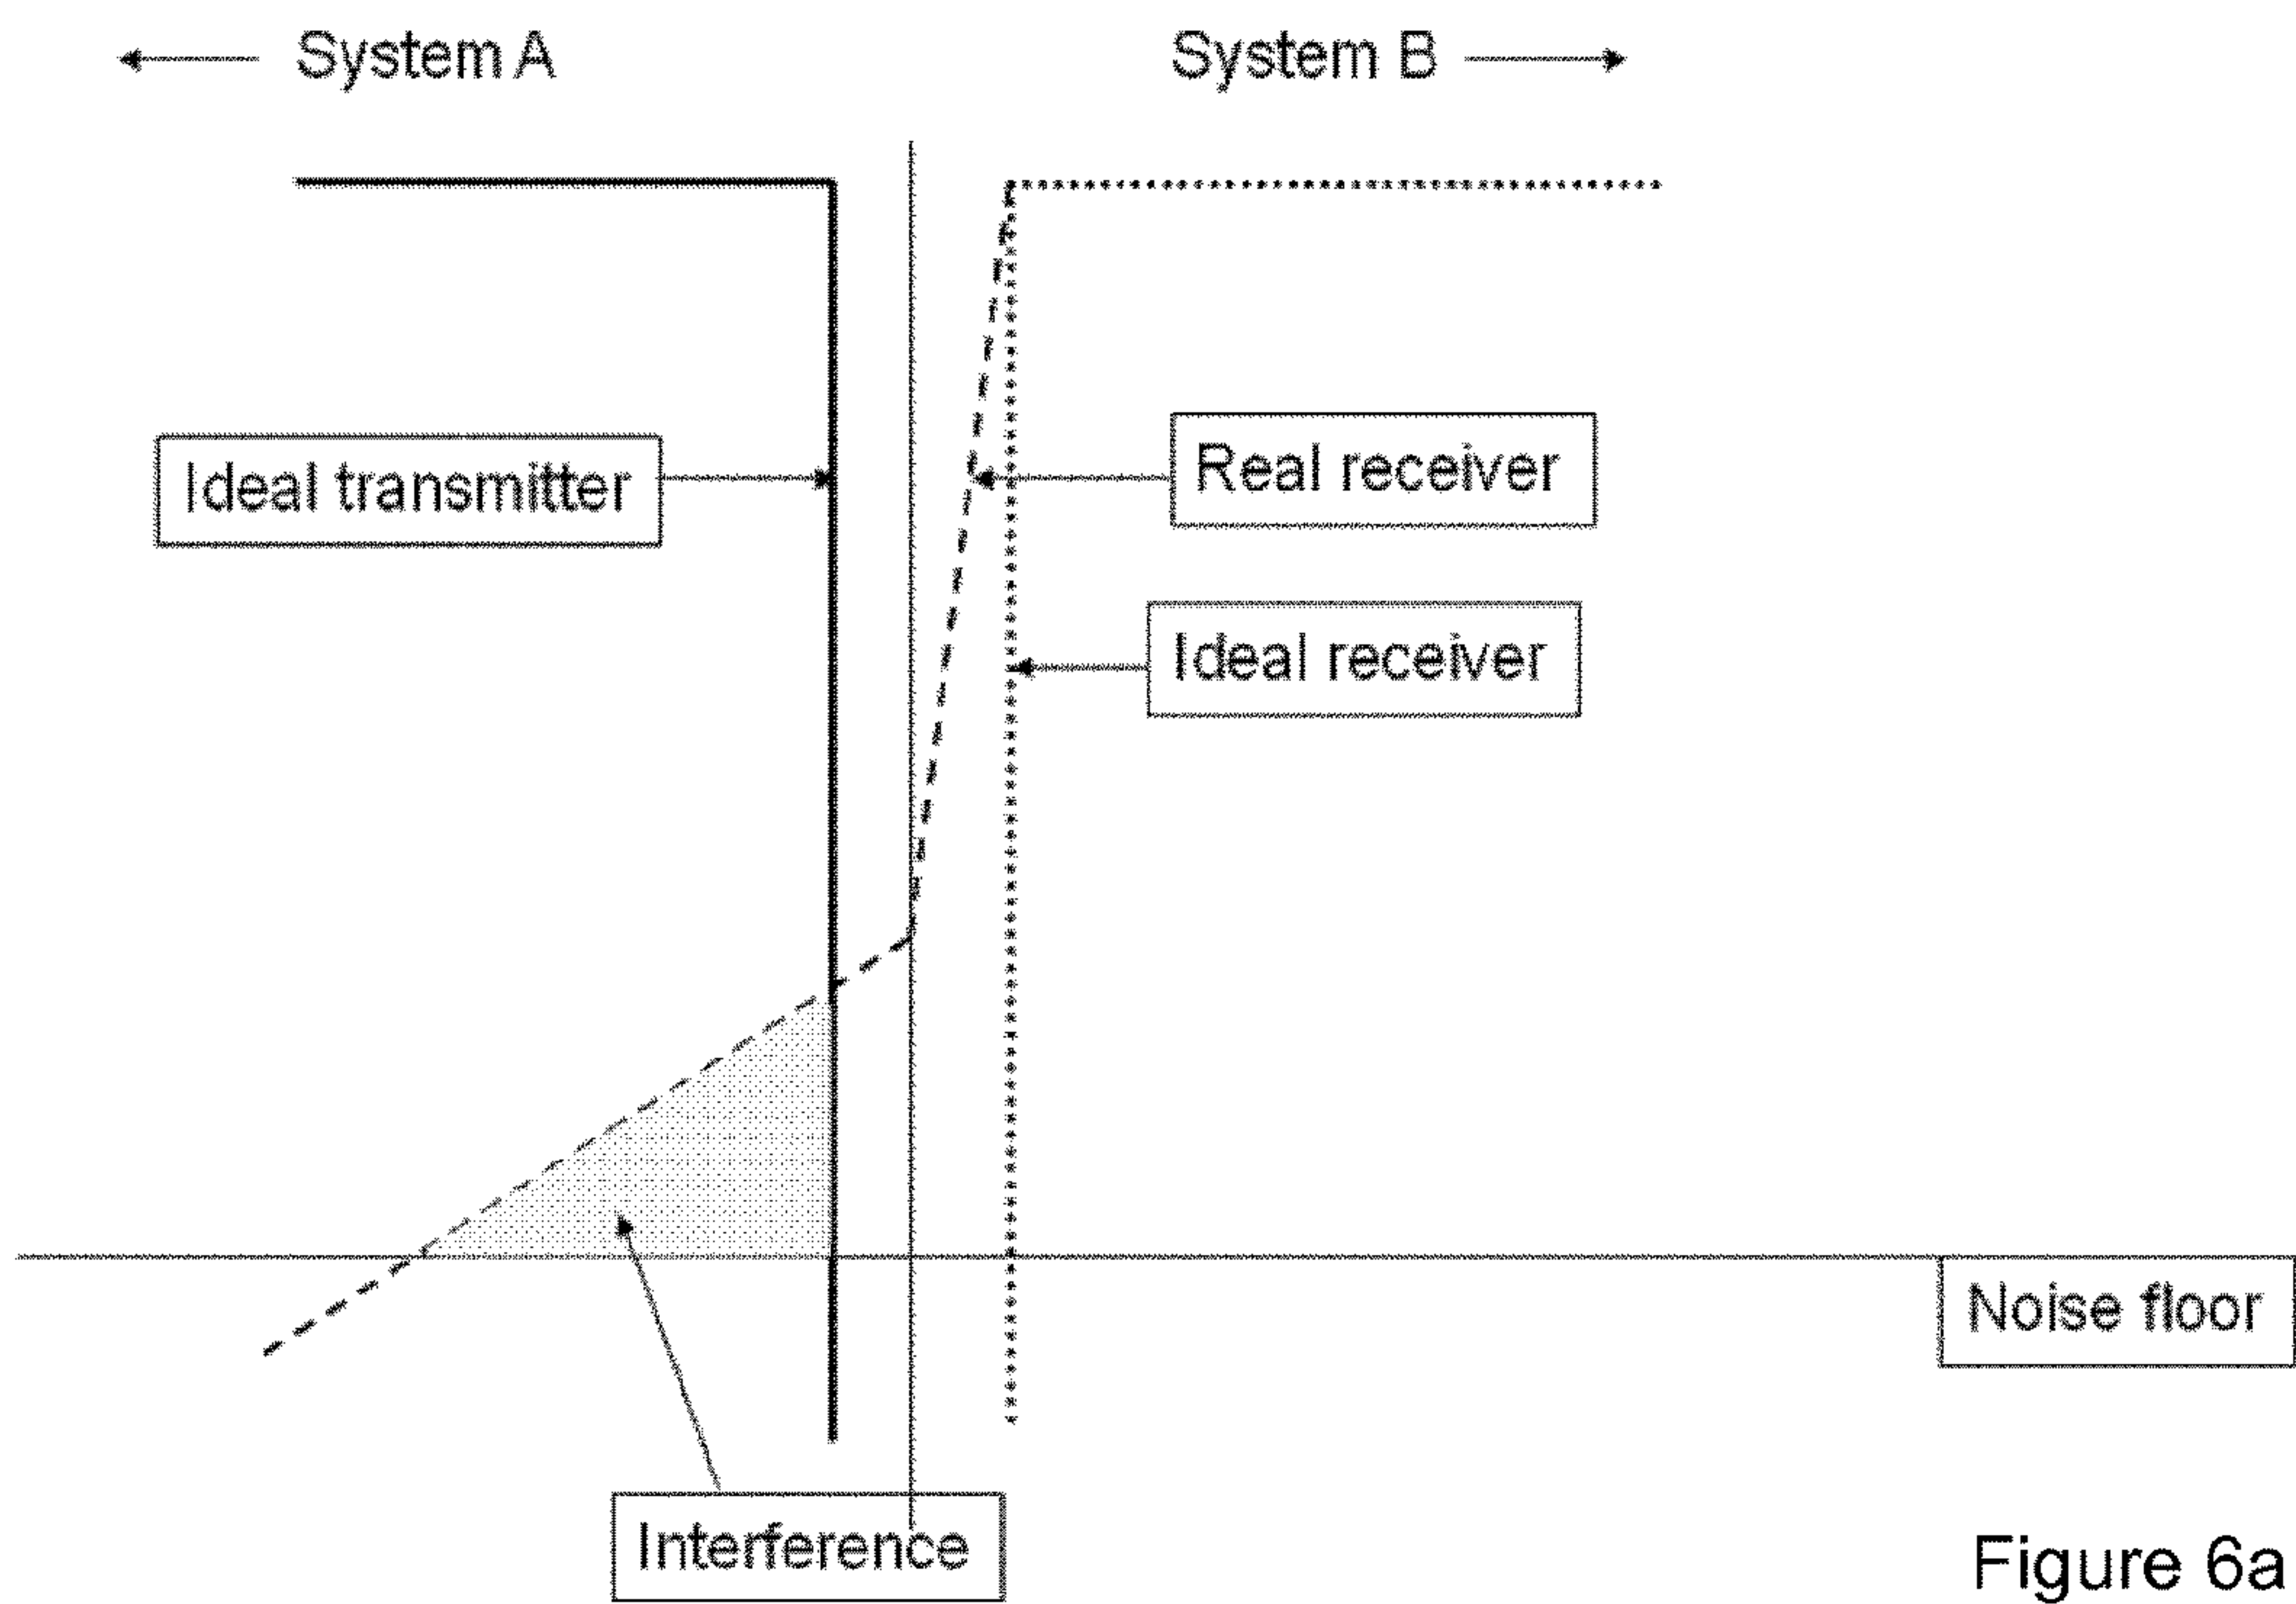 System A
System B
Ideal transmitter
Real receiver
Ideal receiver
Noise floor
Interference
Figure 6a